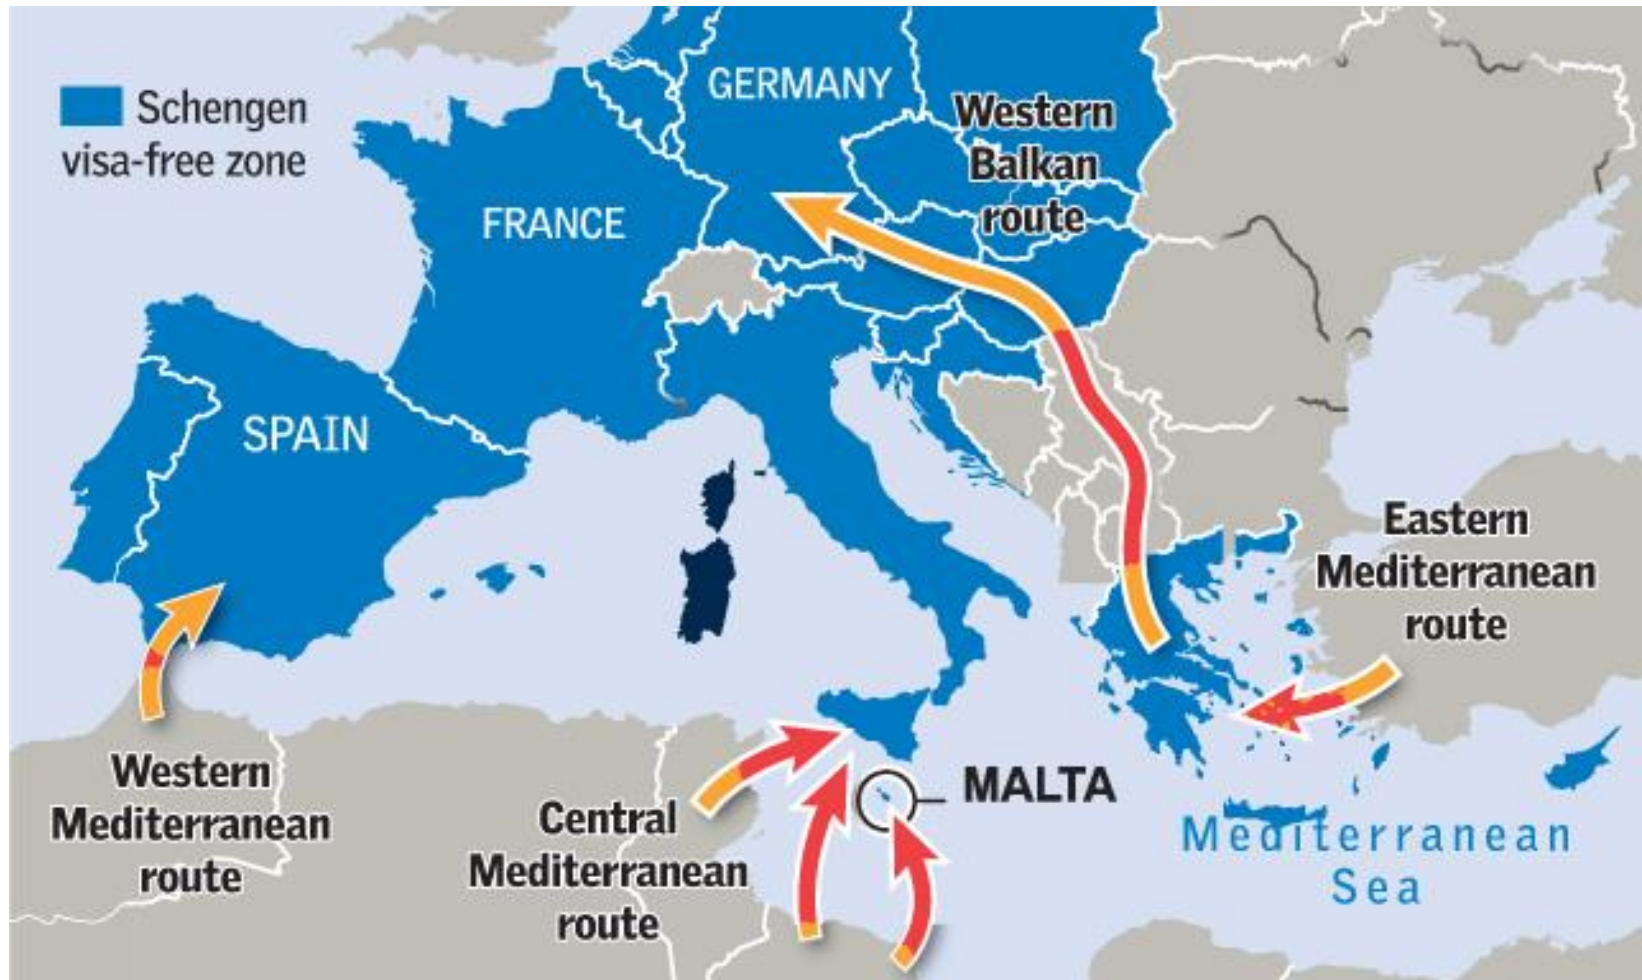 Schengen
visa-free zone
GERMANY
Western
Balkan
route
FRANCE
SPAIN
Eastern
Mediterranean
route
Western
Mediterranean
route
Central
Mediterranean
route
MALTA
Mediterranean
Sea